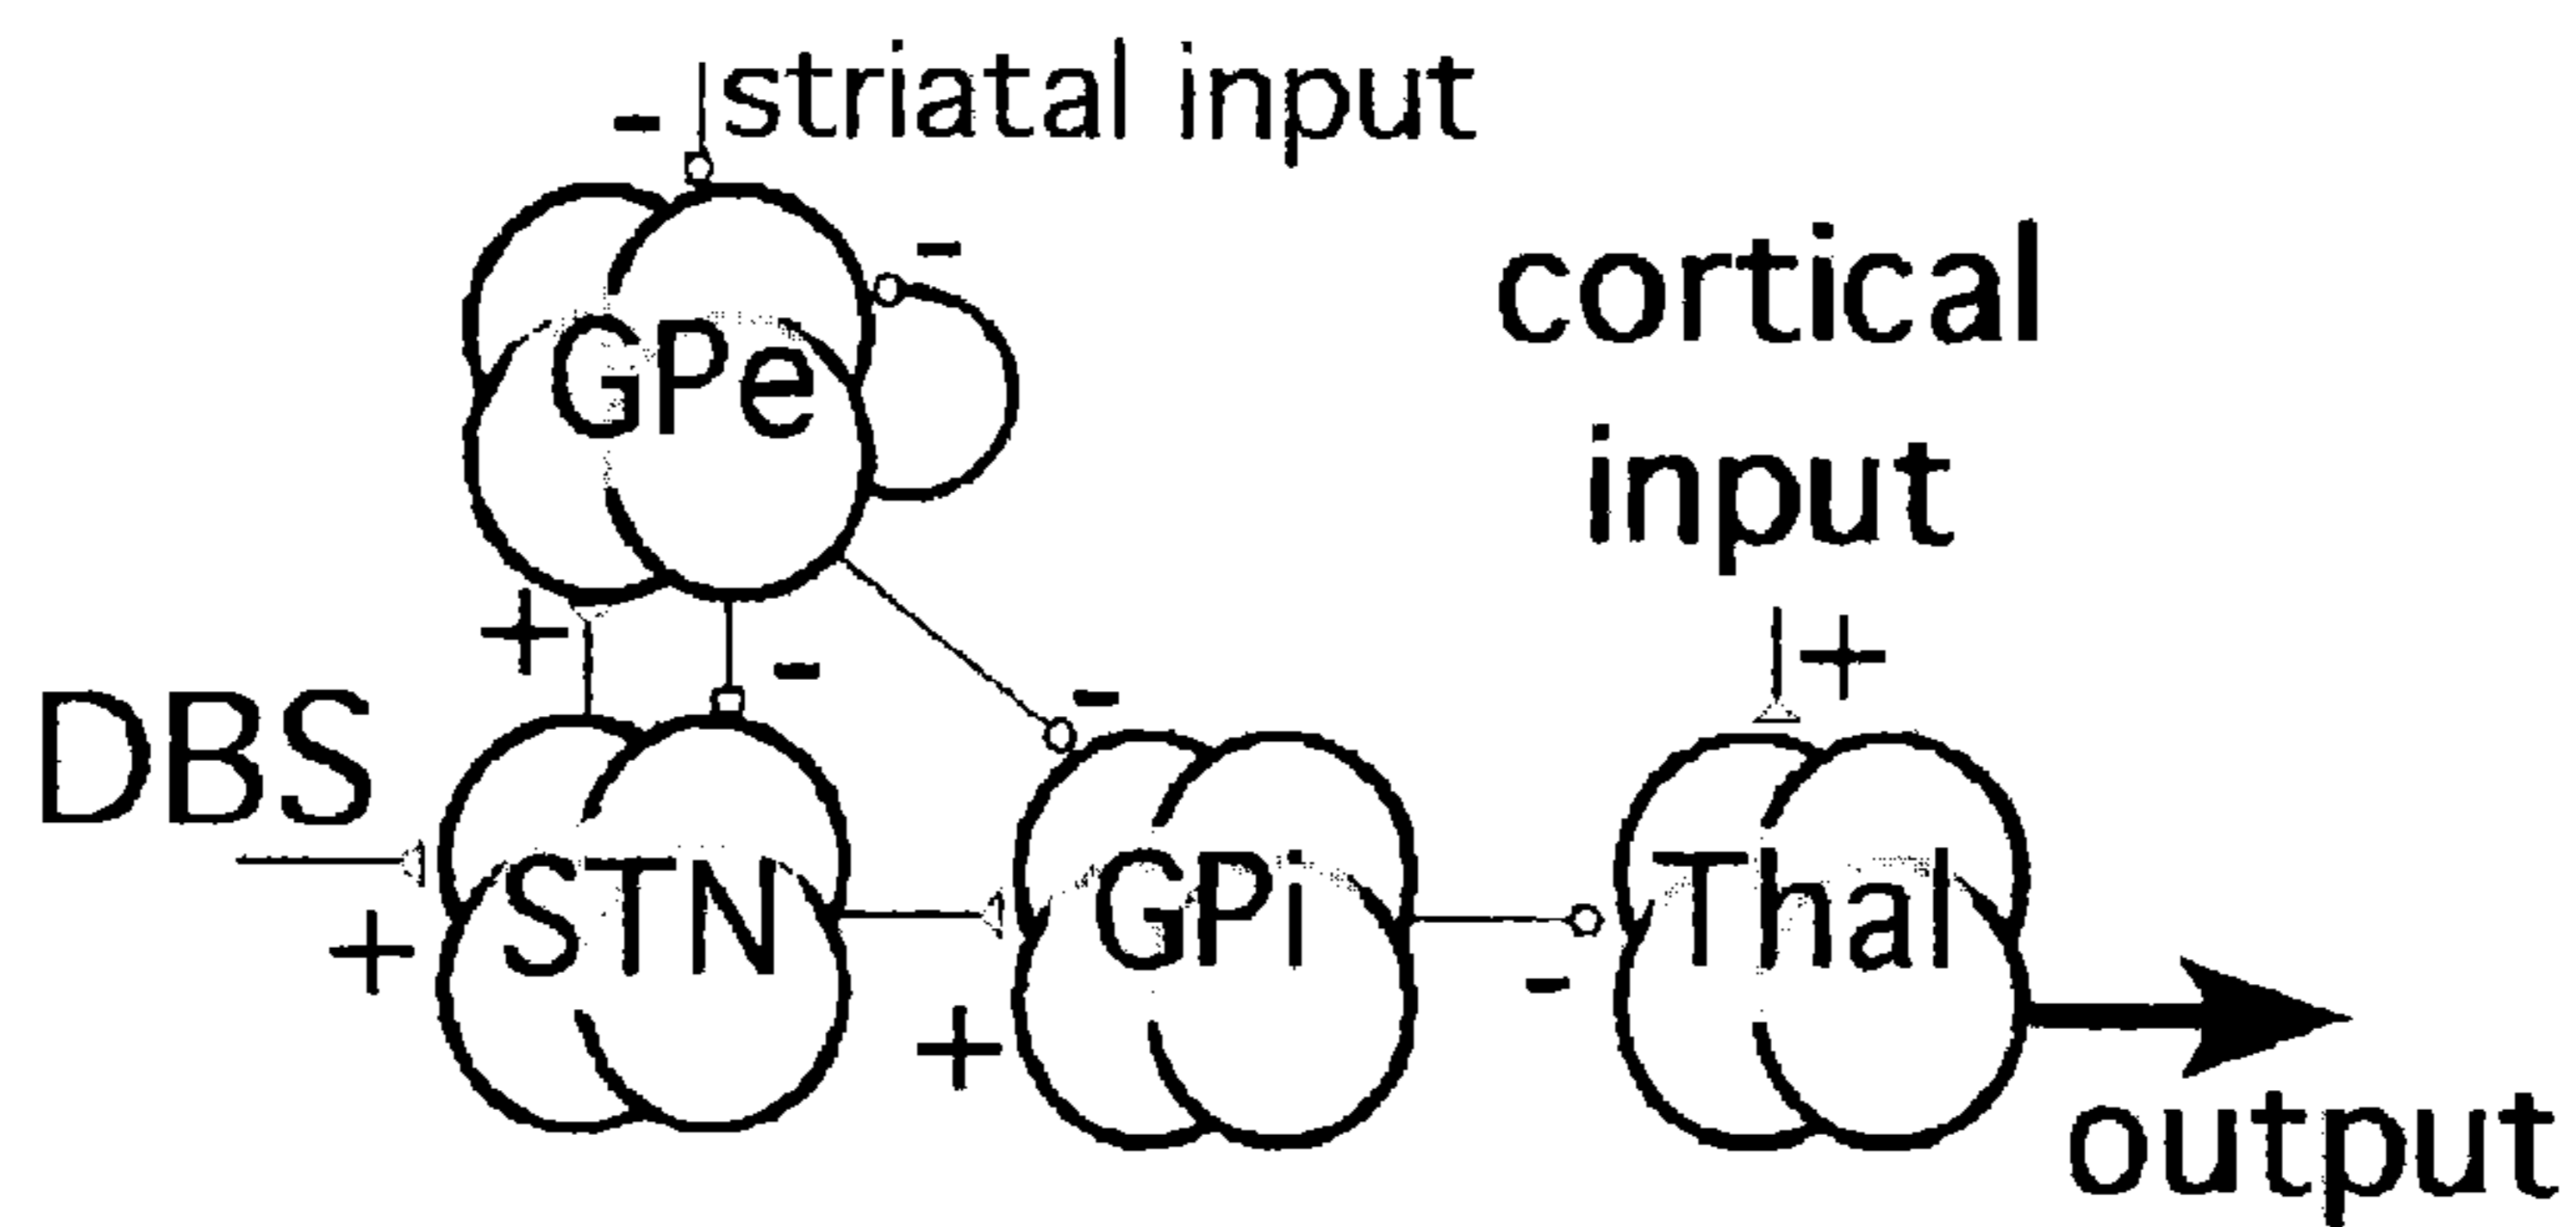 - striatal input
-
GPe
cortical
input
+
-
-
+
DBS
STN
GPi
Thal
+
+
-
output